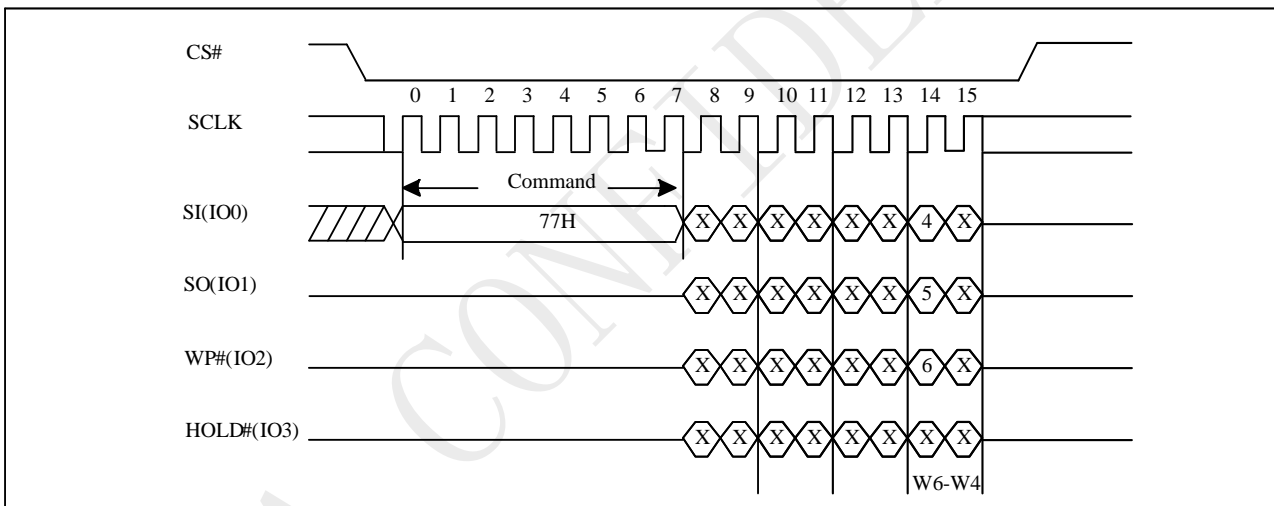 CS#
0 1 2 3 4 5 6 7 8 9 10 11 12 13 14 15
SCLK
Command
SI(IO0) 77H X X X X X X 4 X
SO(IO1) X X X X X X 5 X
WP#(IO2) X X X X X X 6 X
HOLD#(IO3) X X X X X X X X
W6-W4